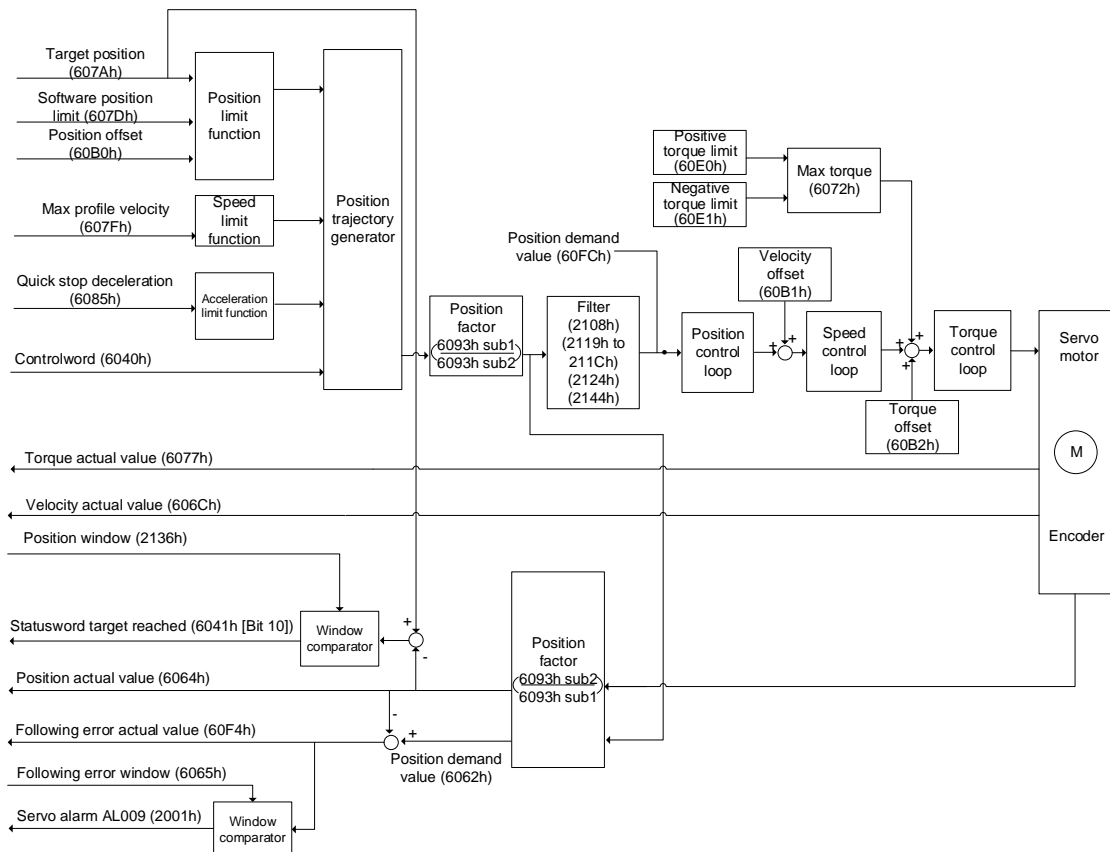 Target position
(607Ah)
Software position
limit (607Dh)
Position offset
(60B0h)
Position
limit
function
Max profile velocity
(607Fh)
Speed
limit
function
Quick stop deceleration
(6085h)
Acceleration
limit function
Controlword (6040h)
Position
trajectory
generator
Position
factor
6093h sub1
6093h sub2
Filter
(2108h)
(2119h to
211Ch)
(2124h)
(2144h)
Position demand
value (60FCh)
Position
control
loop
Positive
torque limit
(60E0h)
Negative
torque limit
(60E1h)
Max torque
(6072h)
Velocity
offset
(60B1h)
+
+
Speed
control
loop
+
+
+
Torque
control
loop
Torque
offset
(60B2h)
Servo
motor
M
Encoder
Torque actual value (6077h)
Velocity actual value (606Ch)
Position window (2136h)
Statusword target reached (6041h [Bit 10])
Window
comparator
+
-
Position actual value (6064h)
Position
factor
6093h sub2
6093h sub1
-
+
Following error actual value (60F4h)
Position demand
value (6062h)
Following error window (6065h)
Servo alarm AL009 (2001h)
Window
comparator